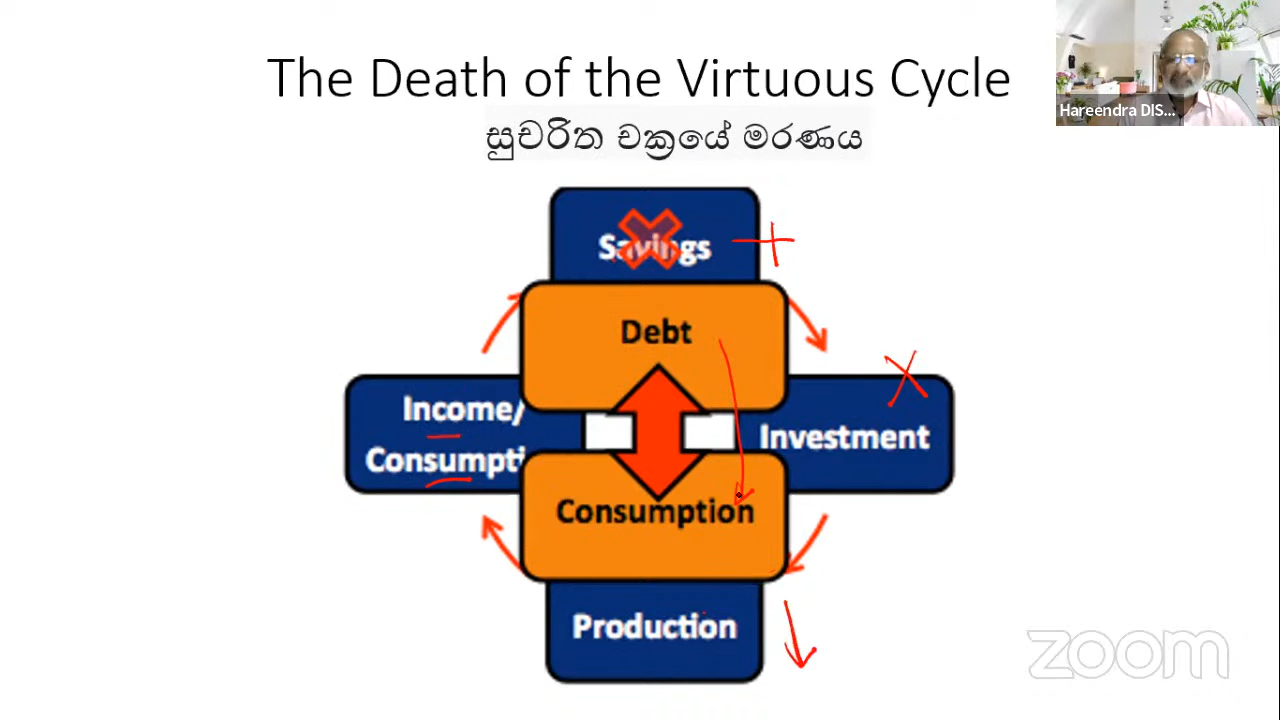 The Death of the Virtuous Cycle
සුචරිත චක්‍රයේ මරණය
Hareendra DIS...
Savings
Debt
Income/
Consumpti
Investment
Consumption
Production
zoom